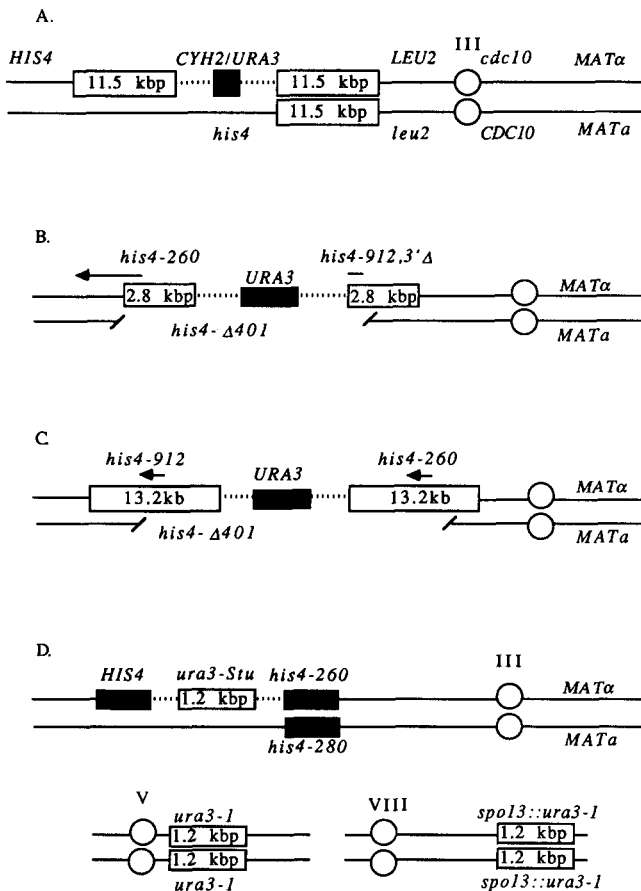 A.
HIS4 CYH2/URA3 LEU2 III cdc10 MATα
11.5 kbp 11.5 kbp
11.5 kbp
his4 leu2 CDC10 MATa
B.
his4-260 URA3 his4-912,3'Δ
2.8 kbp 2.8 kbp MATα
his4-Δ401 MATa
C.
his4-912 URA3 his4-260
13.2kb 13.2kb MATα
his4-Δ401 MATa
D.
HIS4 ura3-Stu his4-260 III
1.2 kbp MATα
his4-280 MATa
V VIII
ura3-1 spo13::ura3-1
1.2 kbp 1.2 kbp
1.2 kbp 1.2 kbp
ura3-1 spo13::ura3-1